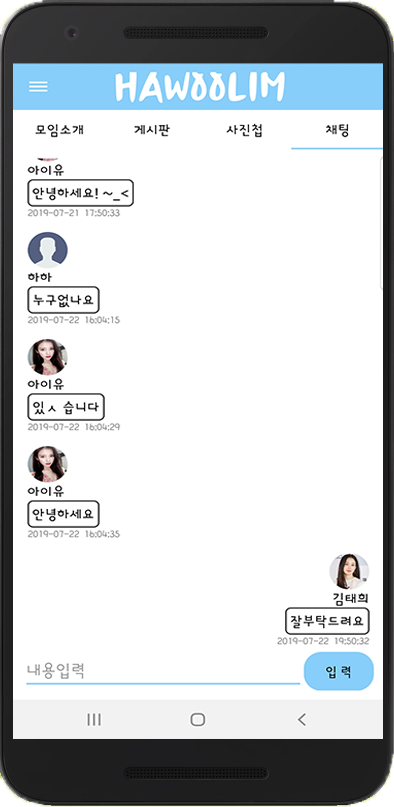 HAWOOLIM
모임소개 게시판 사진첩 채팅
아이유
안녕하세요! ~_<
2019-07-21 17:50:33
하하
누구없나요
2019-07-22 16:04:15
아이유
있ㅅ 습니다
2019-07-22 16:04:29
아이유
안녕하세요
2019-07-22 16:04:35
김태희
잘부탁드려요
2019-07-22 19:50:32
내용입력 입력